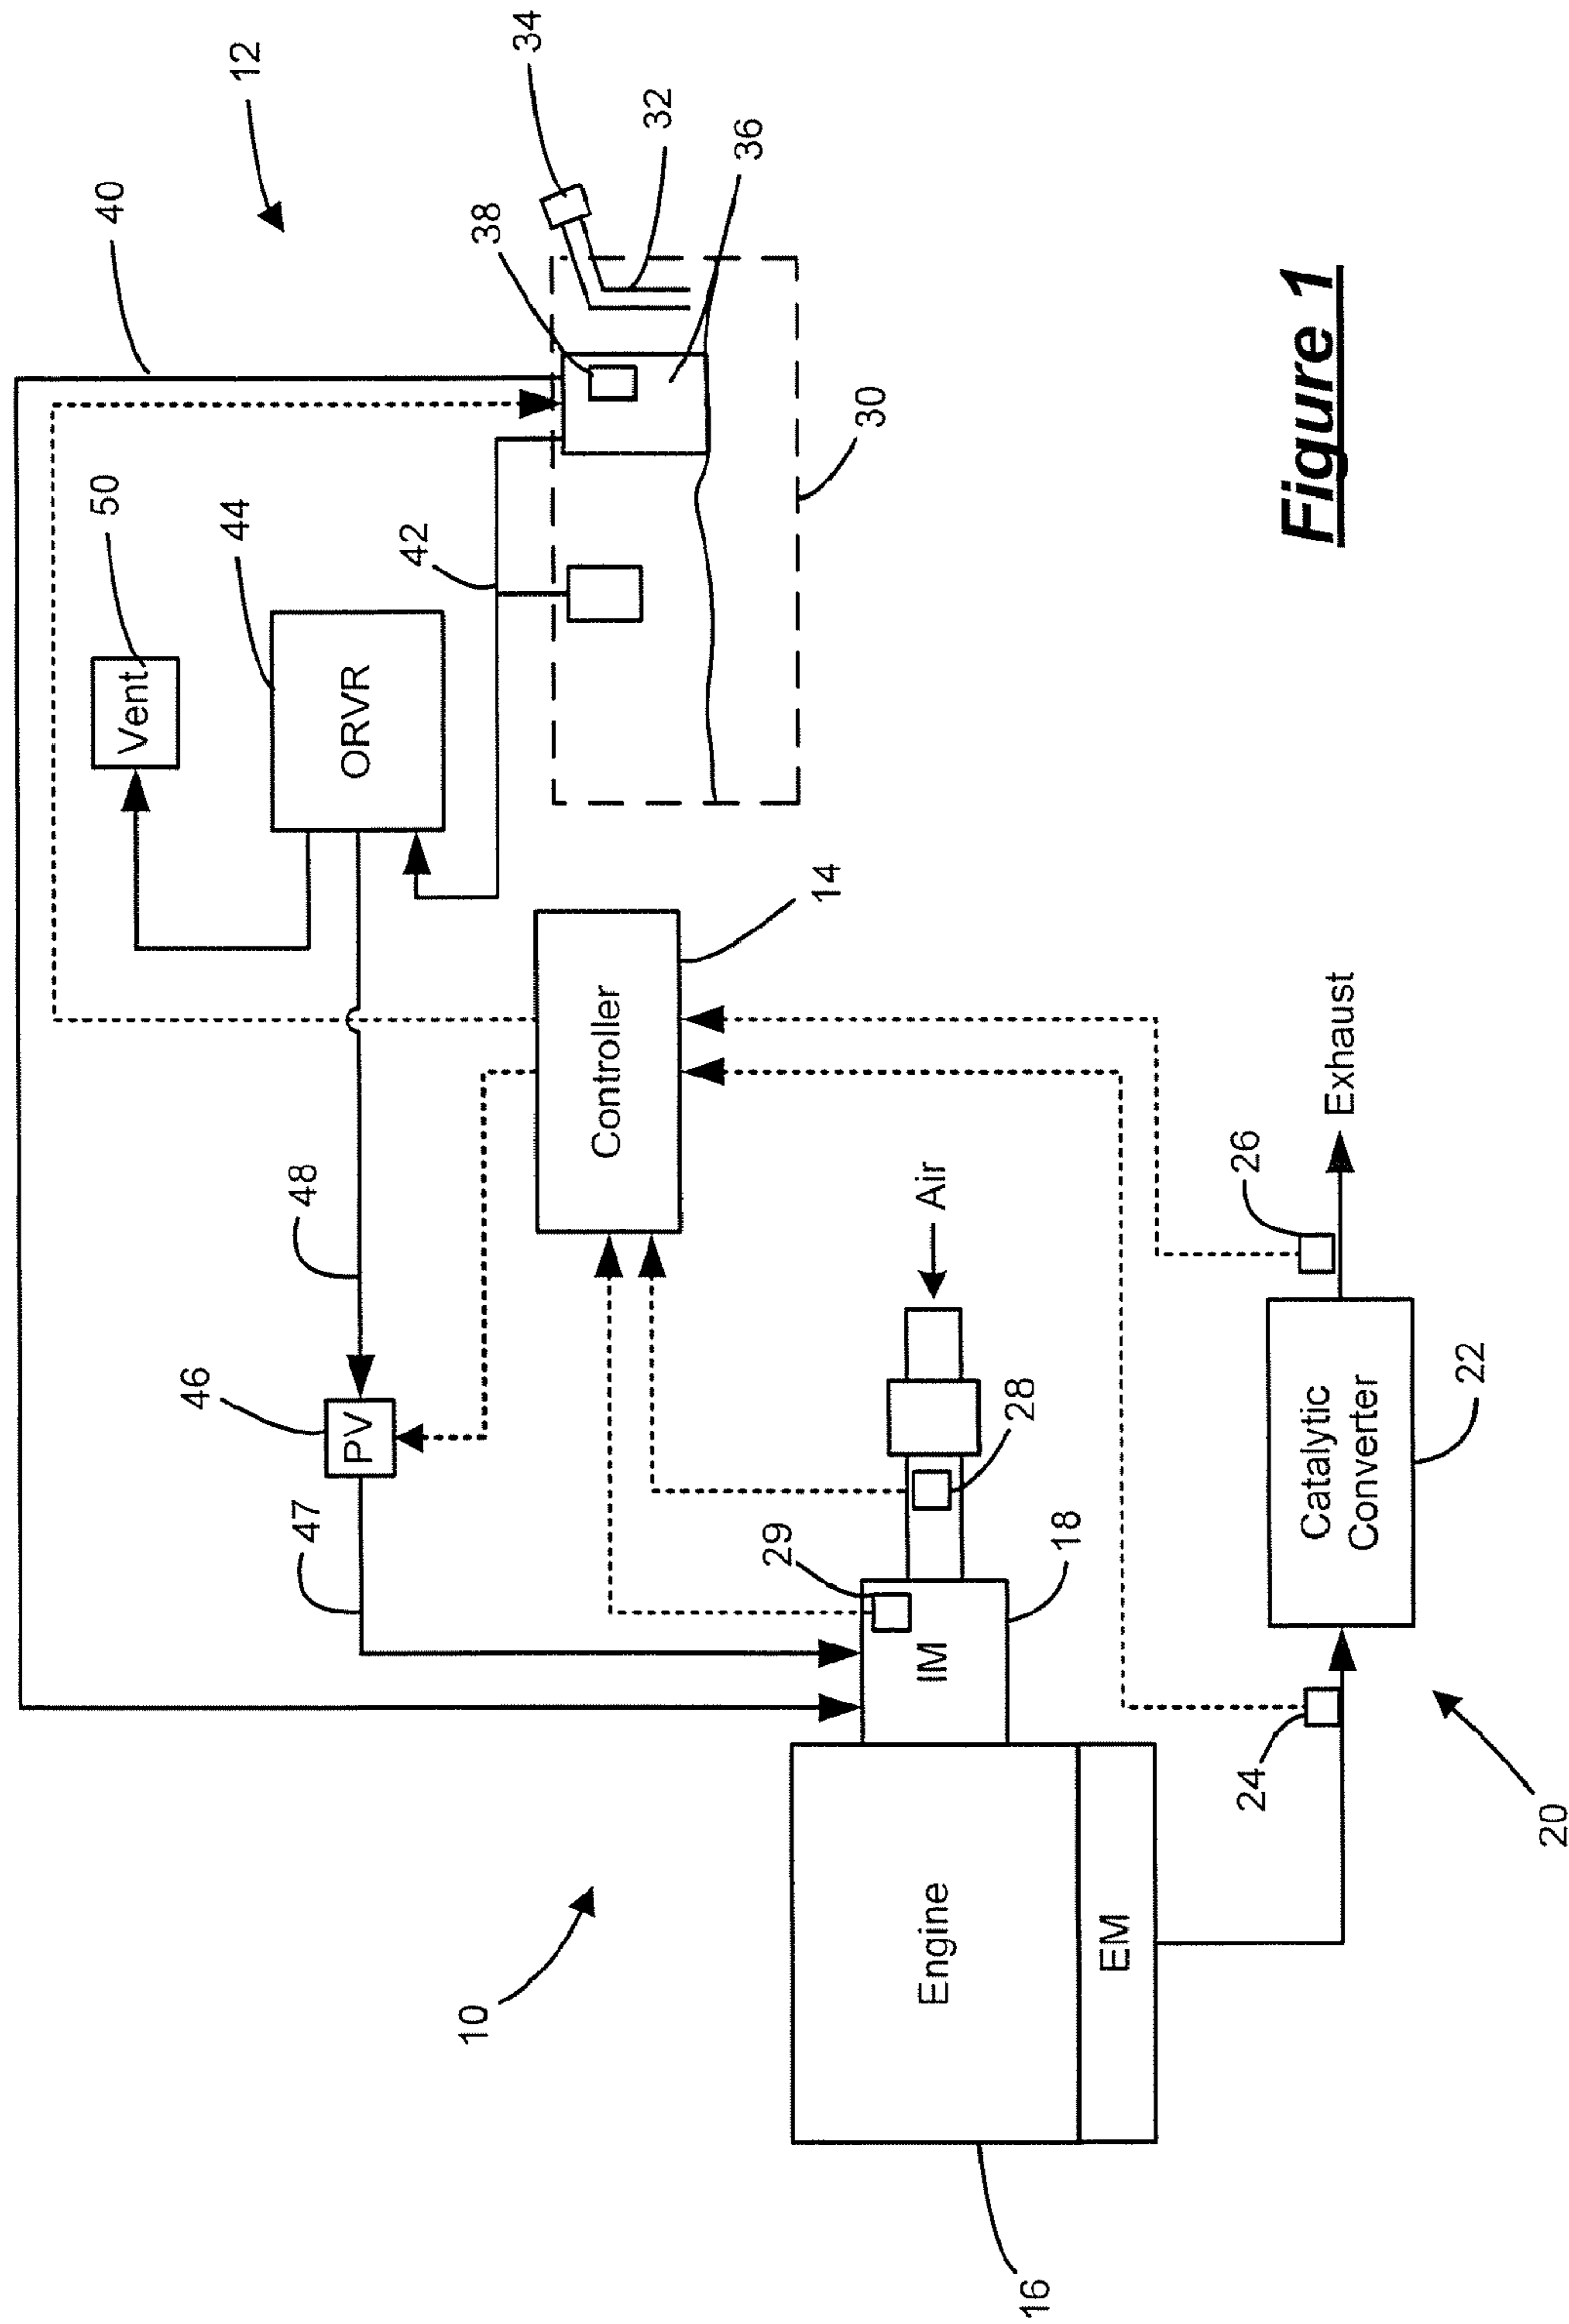 12
34
40
32
36
38
50
44
42
30
Vent
ORVR
14
Controller
48
46
PV
47
Air
Exhaust
26
28
29
18
IM
22
Catalytic
Converter
24
20
10
Engine
EM
16
Figure 1